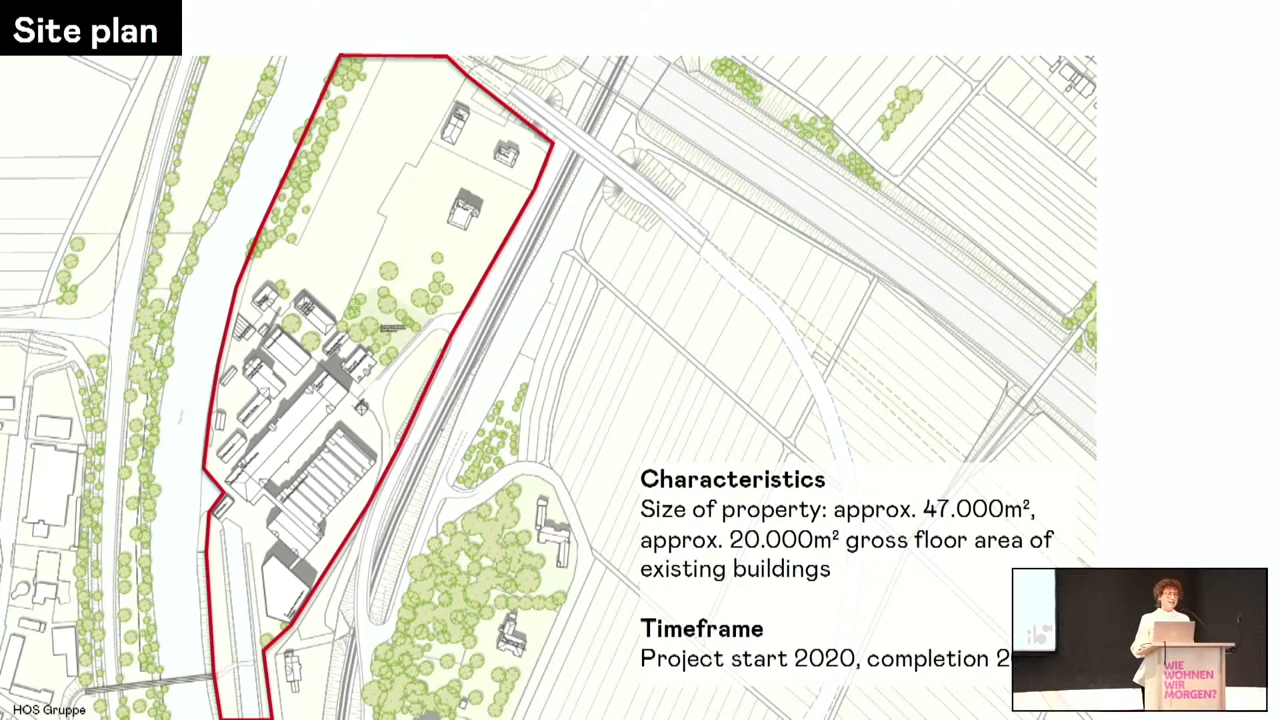 Site plan
Characteristics
Size of property: approx. 47.000m²,
approx. 20.000m² gross floor area of
existing buildings
Timeframe
Project start 2020, completion
WIE
WOHNEN
WIR
MORGEN?
HOS Gruppe